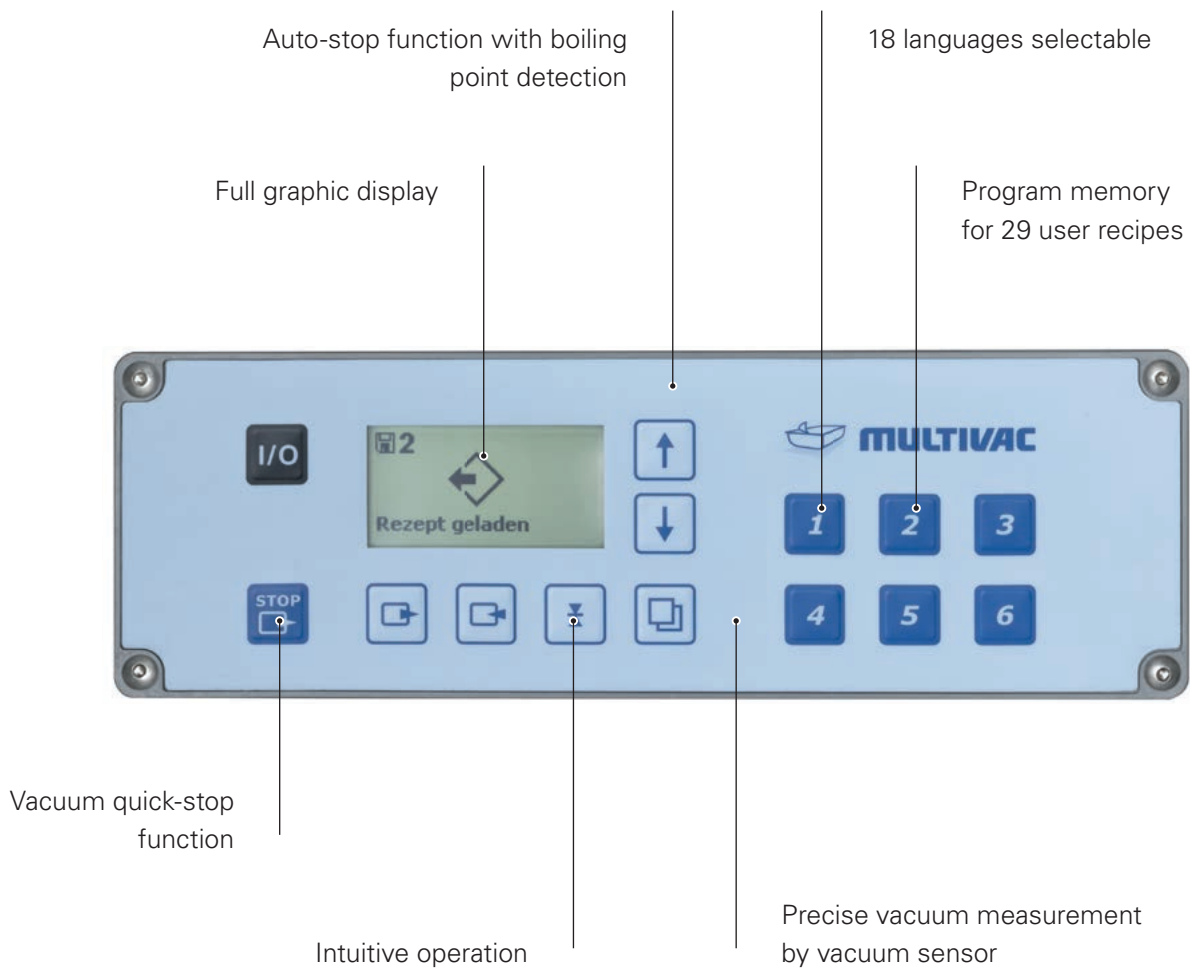 Auto-stop function with boiling
point detection
18 languages selectable
Full graphic display
Program memory
for 29 user recipes
I/O
2
Rezept geladen
MULTIVAC
1
2
3
STOP
4
5
6
Vacuum quick-stop
function
Intuitive operation
Precise vacuum measurement
by vacuum sensor